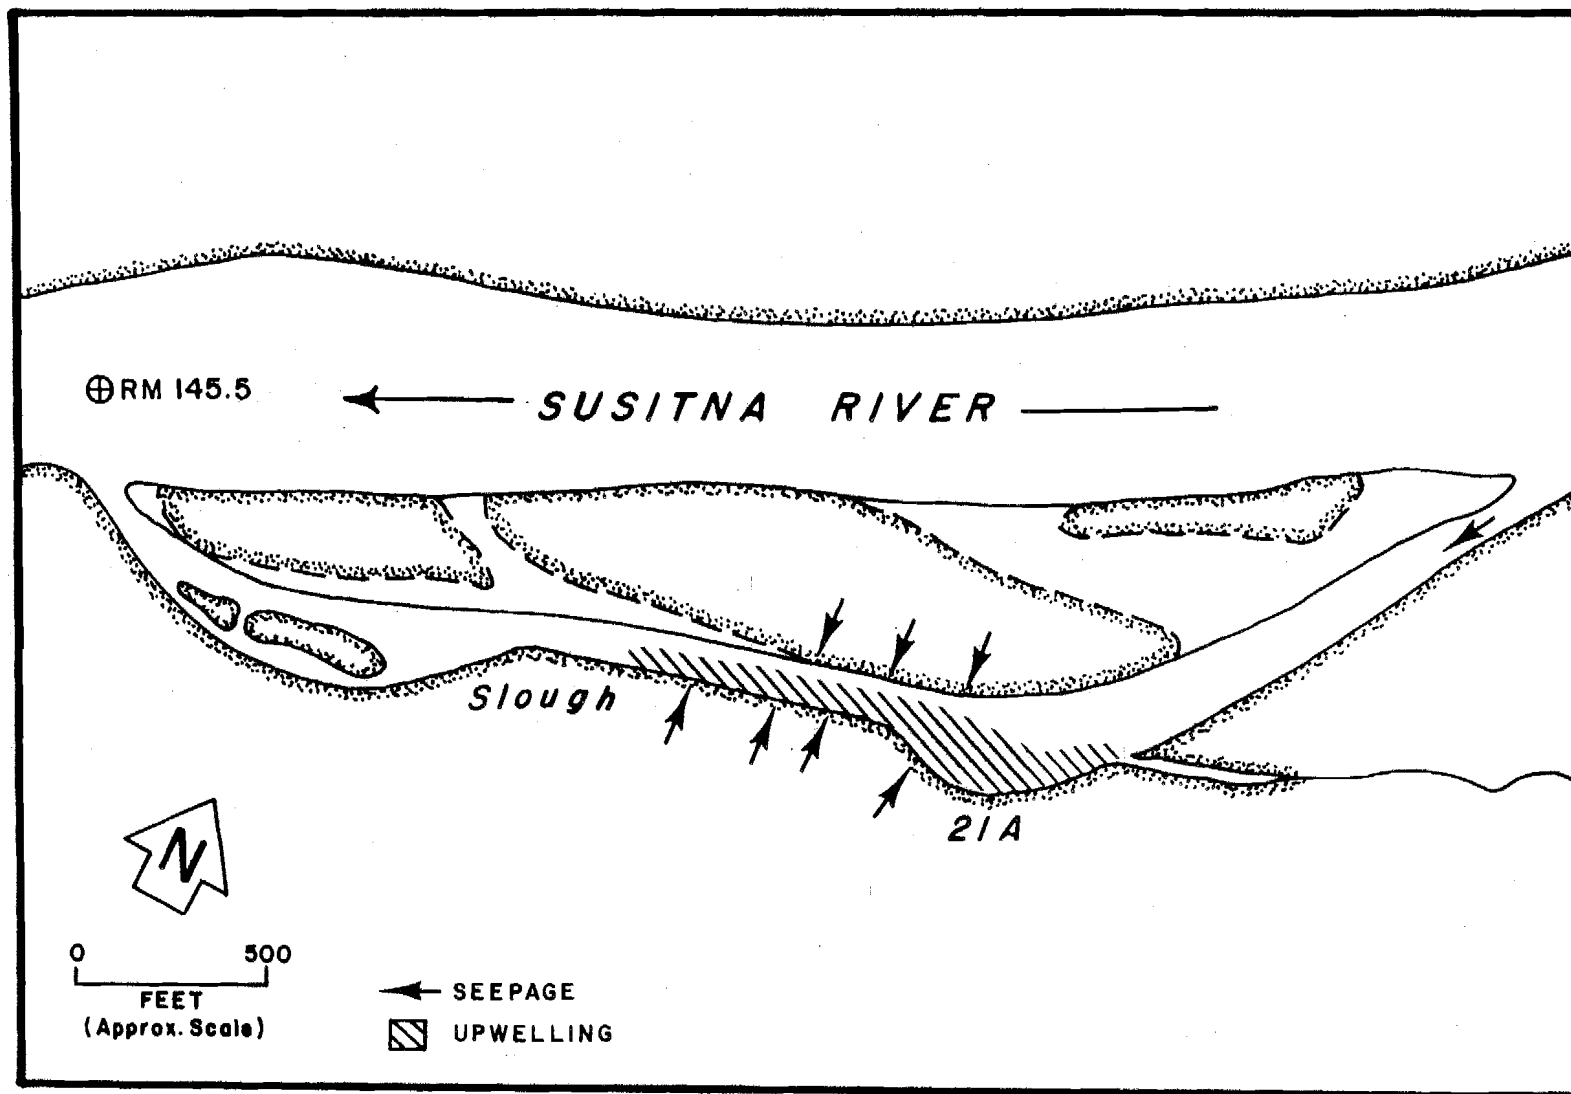 ⊕ RM 145.5
SUSITNA RIVER
Slough
21A
N
0 500
FEET
(Approx. Scale)
SEEPAGE
UPWELLING